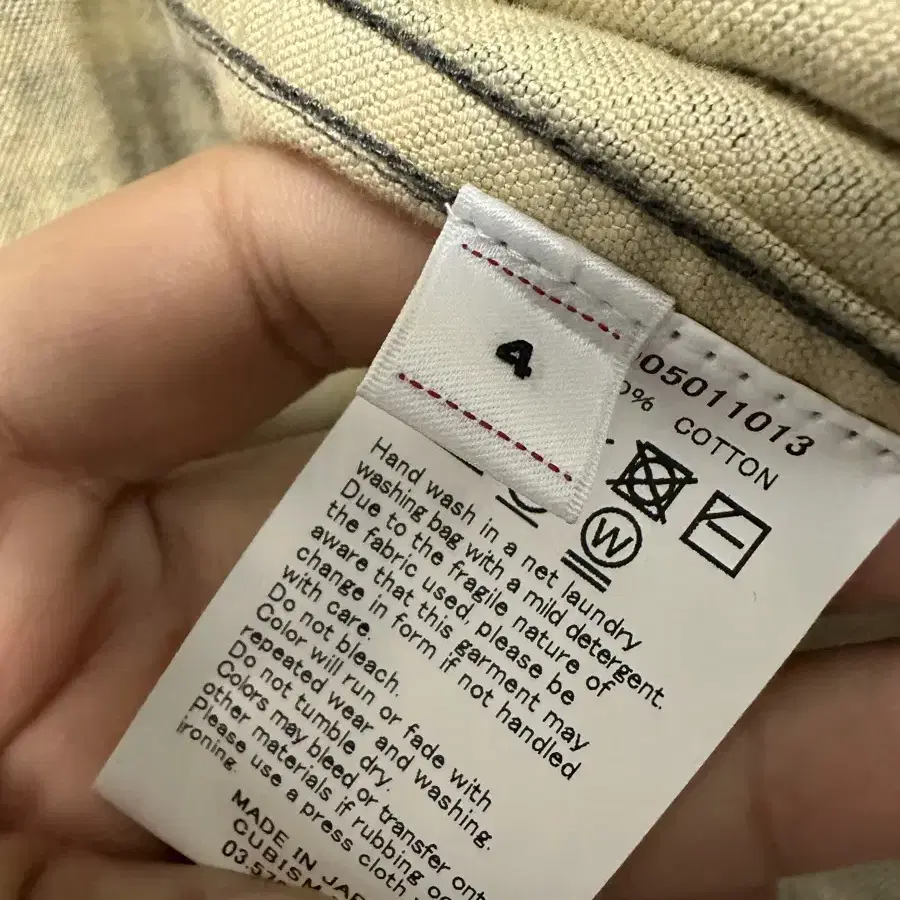 4
05011013
% COTTON
W
Hand wash in a net laundry
washing bag with a mild detergent.
Due to the fragile nature of
the fabric used, please be
aware that this garment may
change in form if not handled
with care.
Do not bleach.
Color will run or fade with
repeated wear and washing.
Do not tumble dry.
Colors may bleed or transfer
other materials if rubbing
Please use a press cloth
ironing.
MADE IN
CUBISM
03.